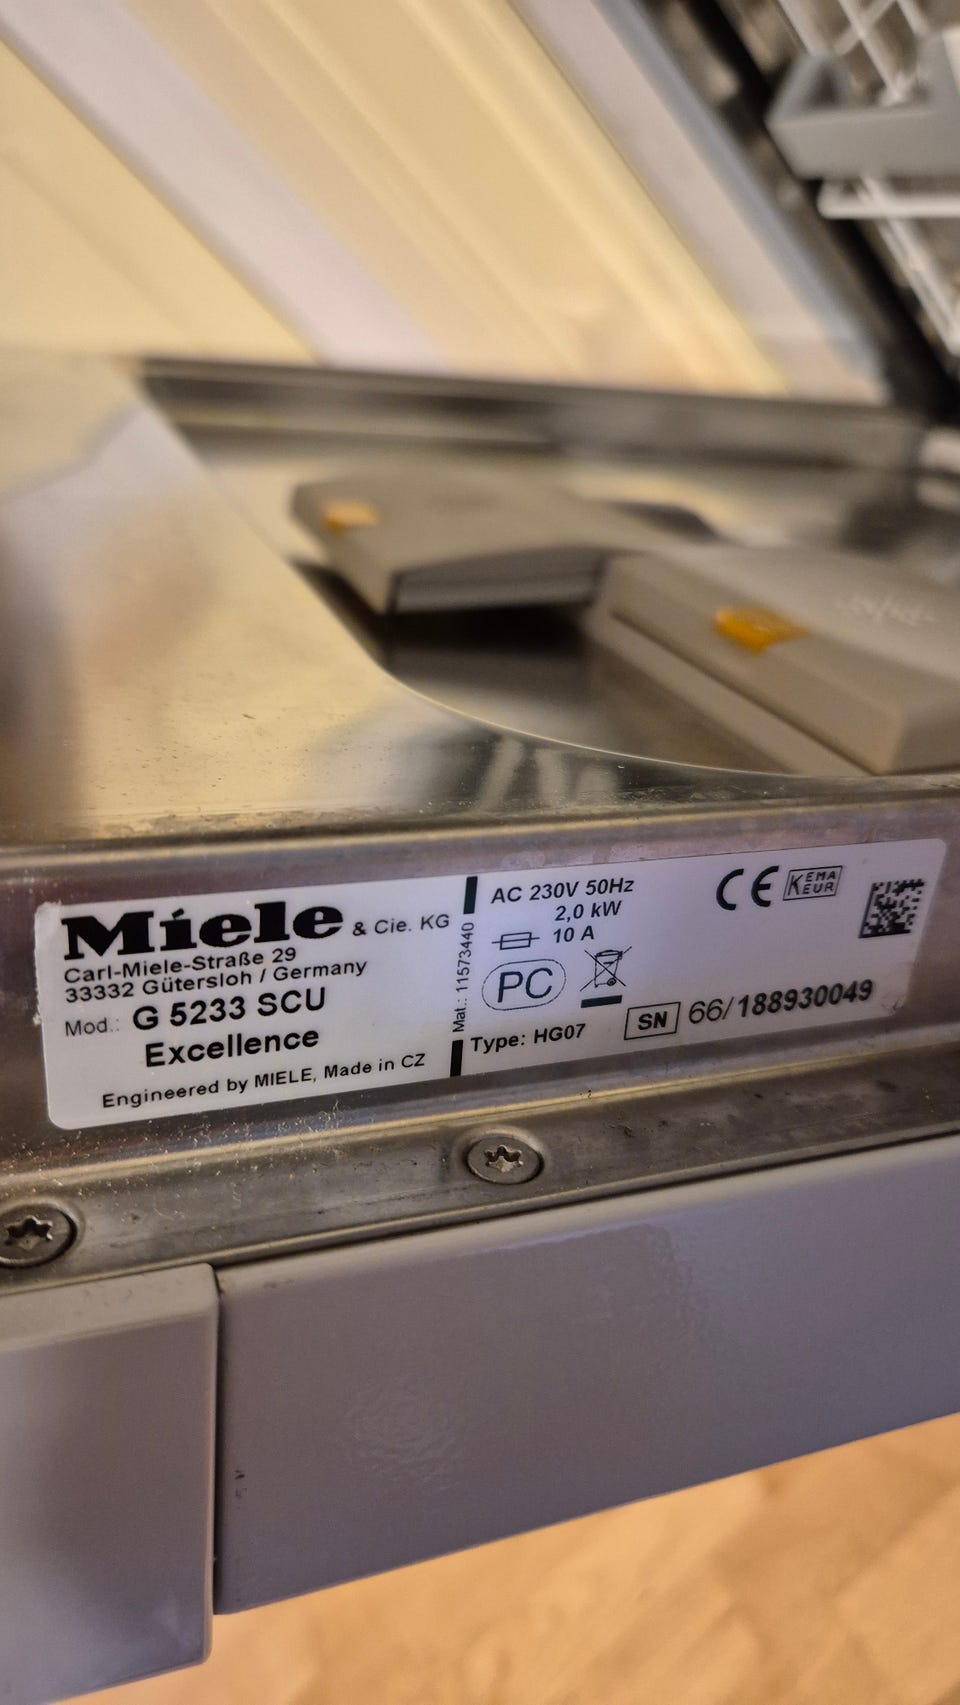 Miele & Cie. KG
Carl-Miele-Straße 29
33332 Gütersloh / Germany
Mod.: G 5233 SCU
Excellence
Engineered by MIELE, Made in CZ
Mat.: 11573440
AC 230V 50Hz
2,0 kW
10 A
PC
Type: HG07
CE
KEMA
EUR
SN 66/188930049